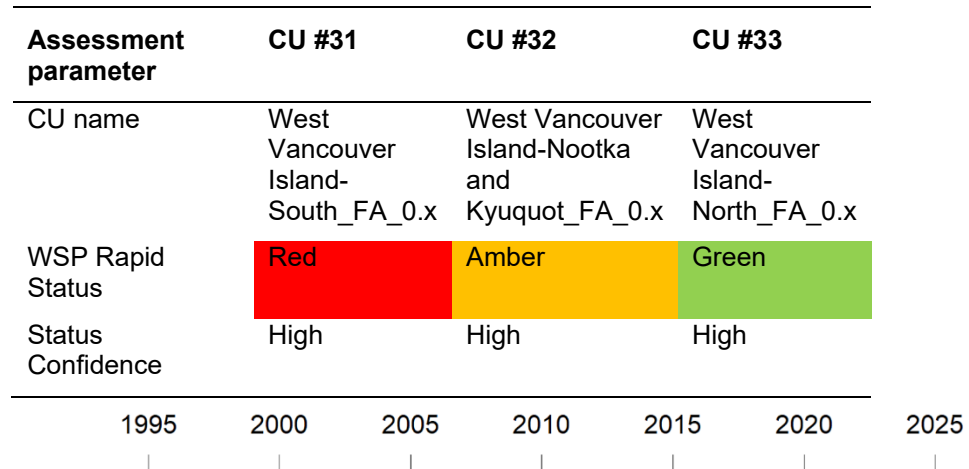 Assessment parameter CU #31 CU #32 CU #33
CU name West Vancouver Island-South_FA_0.x West Vancouver Island-Nootka and Kyuquot_FA_0.x West Vancouver Island-North_FA_0.x
WSP Rapid Status Red Amber Green
Status Confidence High High High
1995 2000 2005 2010 2015 2020 2025